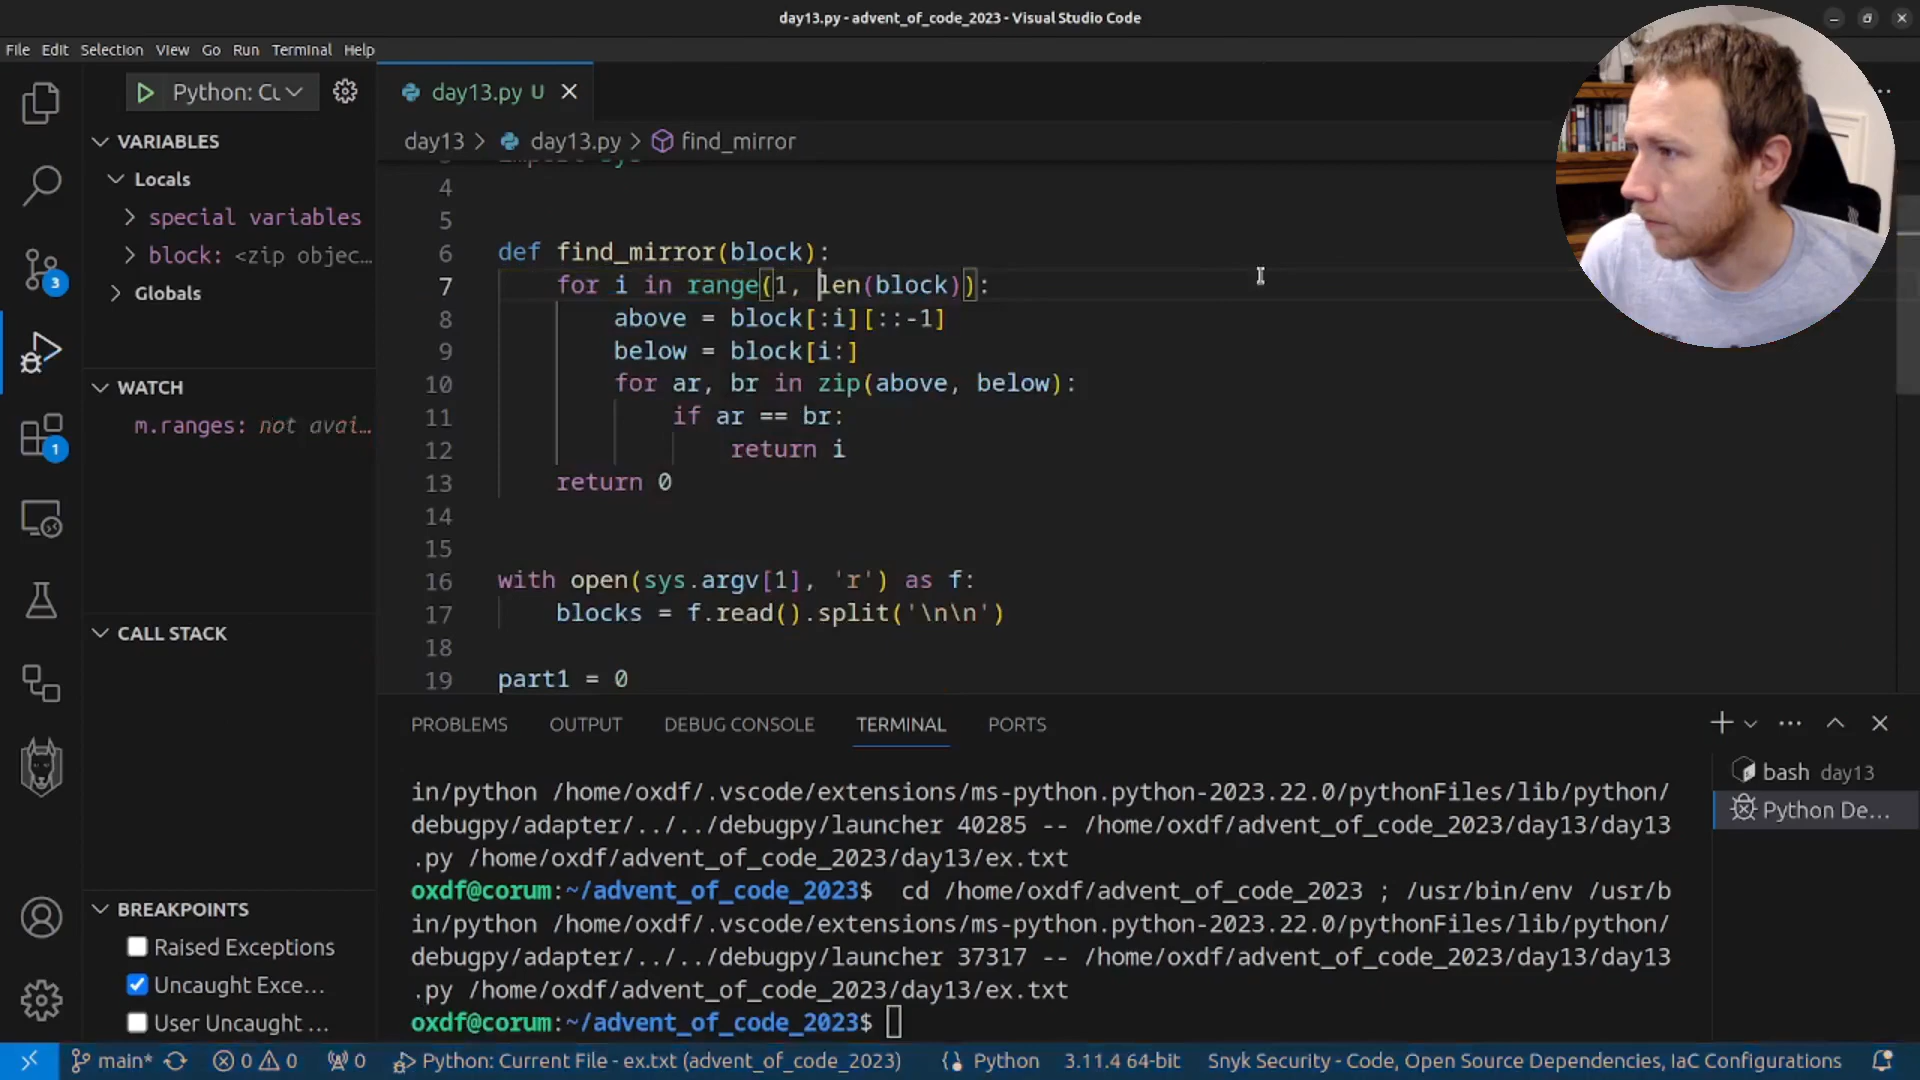 day13.py - advent_of_code_2023 - Visual Studio Code
File Edit Selection View Go Run Terminal Help
Python: Cu
day13.py U
VARIABLES
day13 > day13.py > find_mirror
Locals
special variables
block: <zip objec...
Globals
WATCH
m.ranges: not avai...
CALL STACK
BREAKPOINTS
Raised Exceptions
Uncaught Exce...
User Uncaught ...
3
1
import sys
4
5
6 def find_mirror(block):
7 for i in range(1, len(block)):
8 above = block[:i][::-1]
9 below = block[i:]
10 for ar, br in zip(above, below):
11 if ar == br:
12 return i
13 return 0
14
15
16 with open(sys.argv[1], 'r') as f:
17 blocks = f.read().split('\n\n')
18
19 part1 = 0
PROBLEMS OUTPUT DEBUG CONSOLE TERMINAL PORTS
in/python /home/oxdf/.vscode/extensions/ms-python.python-2023.22.0/pythonFiles/lib/python/
debugpy/adapter/../../debugpy/launcher 40285 -- /home/oxdf/advent_of_code_2023/day13/day13
.py /home/oxdf/advent_of_code_2023/day13/ex.txt
oxdf@corum:~/advent_of_code_2023$ cd /home/oxdf/advent_of_code_2023 ; /usr/bin/env /usr/b
in/python /home/oxdf/.vscode/extensions/ms-python.python-2023.22.0/pythonFiles/lib/python/
debugpy/adapter/../../debugpy/launcher 37317 -- /home/oxdf/advent_of_code_2023/day13/day13
.py /home/oxdf/advent_of_code_2023/day13/ex.txt
oxdf@corum:~/advent_of_code_2023$
bash day13
Python De...
main* 0 0 0 Python: Current File - ex.txt (advent_of_code_2023) Python 3.11.4 64-bit Snyk Security - Code, Open Source Dependencies, IaC Configurations